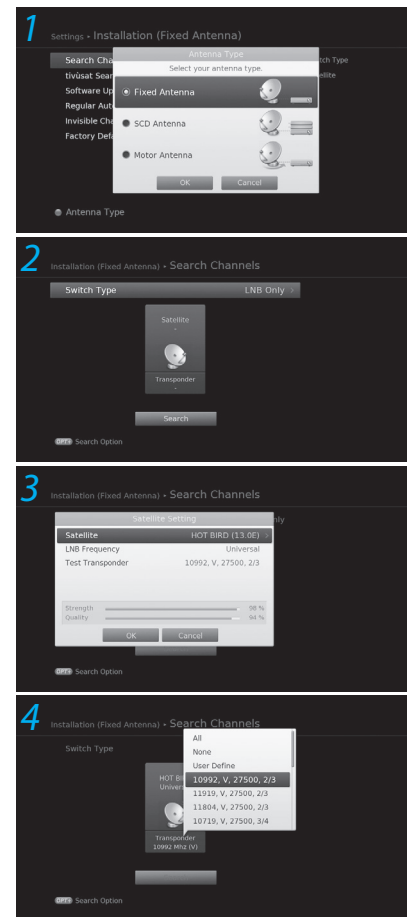 1
Settings • Installation (Fixed Antenna)
Search Cha
Antenna Type
tch Type
Select your antenna type.
tivùsat Sear
ellite
Software Up
Fixed Antenna
Regular Aut
Invisible Cha
SCD Antenna
Factory Defa
Motor Antenna
OK Cancel
Antenna Type
2
Installation (Fixed Antenna) • Search Channels
Switch Type LNB Only >
Satellite
-
Transponder
-
Search
OPT+ Search Option
3
Installation (Fixed Antenna) • Search Channels
Satellite Setting
nly
Satellite HOT BIRD (13.0E) >
LNB Frequency Universal
Test Transponder 10992, V, 27500, 2/3
Strength 98 %
Quality 94 %
OK Cancel
OPT+ Search Option
4
Installation (Fixed Antenna) • Search Channels
Switch Type
All
None
User Define
HOT BI
10992, V, 27500, 2/3
Univers
11919, V, 27500, 2/3
11804, V, 27500, 2/3
10719, V, 27500, 3/4
Transponder
10992 Mhz (V)
OPT+ Search Option